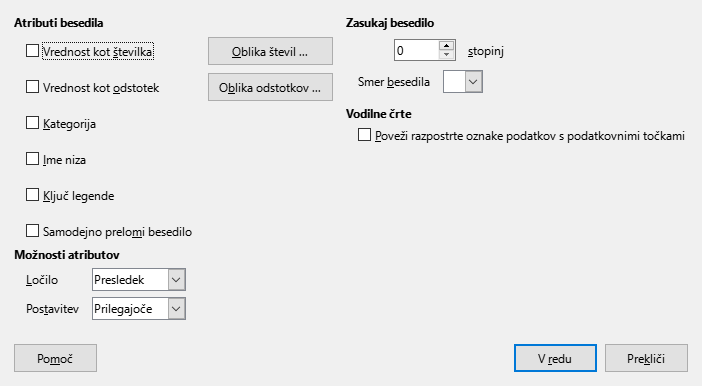 Atributi besedila
Vrednost kot številka
Oblika števil ...
Vrednost kot odstotek
Oblika odstotkov ...
Kategorija
Ime niza
Ključ legende
Samodejno prelomi besedilo
Možnosti atributov
Ločilo
Presledek
Postavitev
Prilegajoče
Zasukaj besedilo
0
stopinj
Smer besedila
Vodilne črte
Poveži razpostrte oznake podatkov s podatkovnimi točkami
Pomoč
V redu
Prekliči